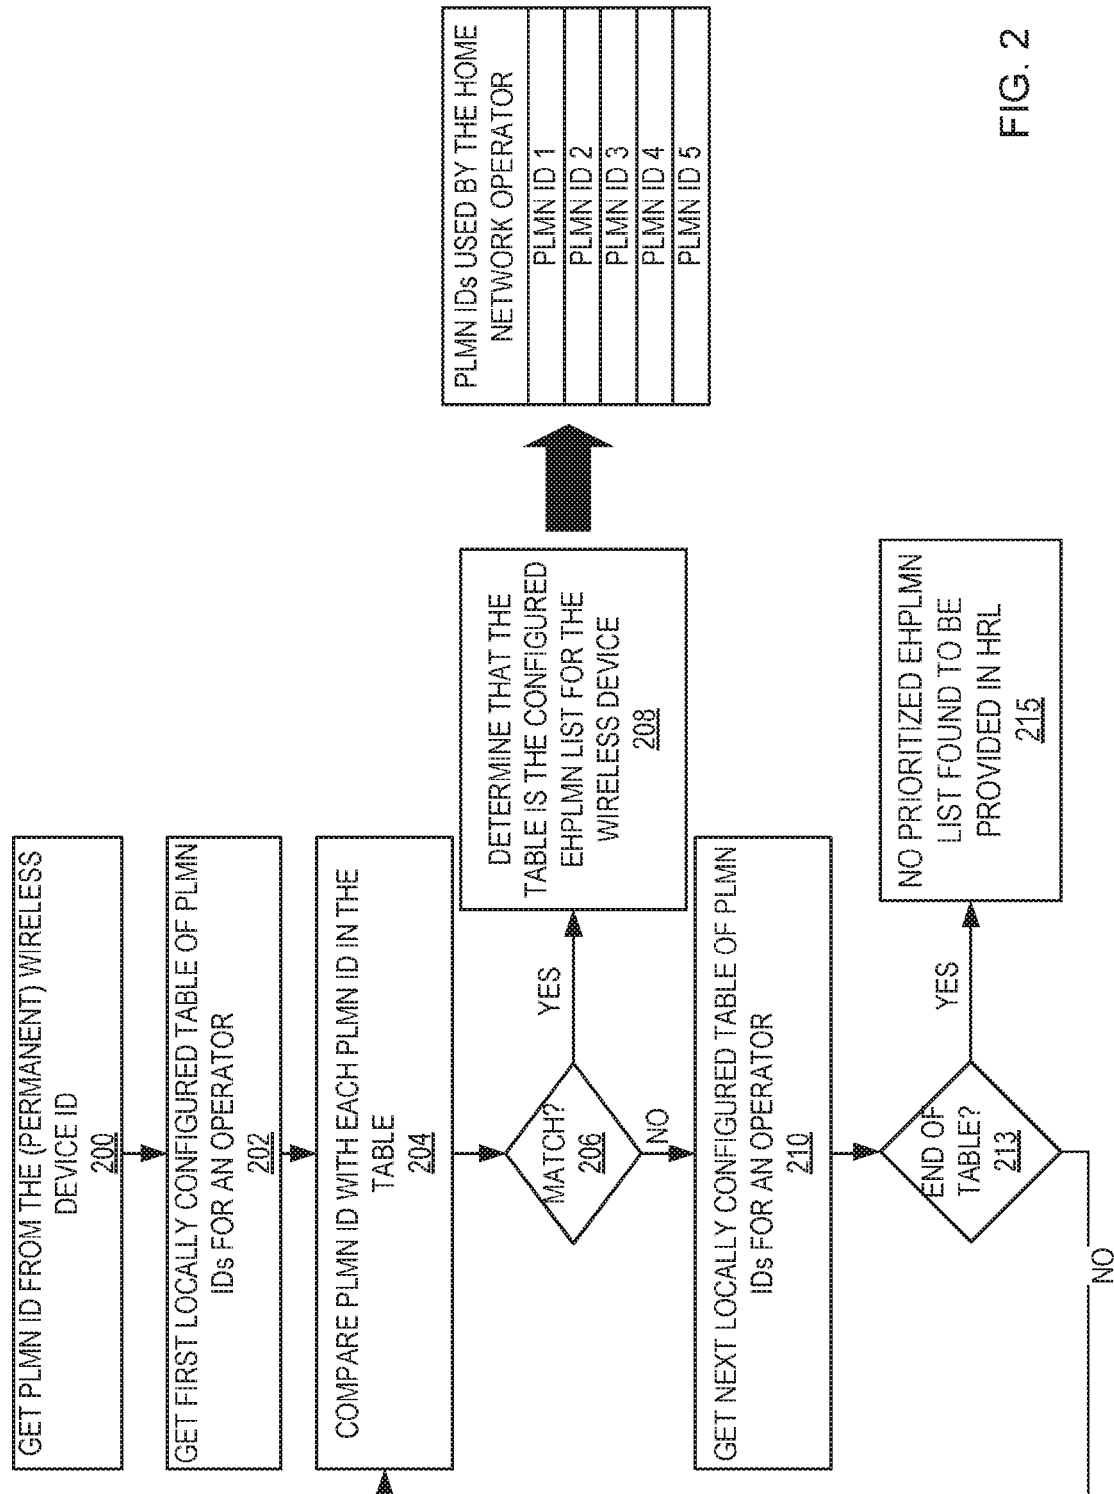 GET PLMN ID FROM THE (PERMANENT) WIRELESS
DEVICE ID
200
GET FIRST LOCALLY CONFIGURED TABLE OF PLMN
IDs FOR AN OPERATOR
202
COMPARE PLMN ID WITH EACH PLMN ID IN THE
TABLE
204
MATCH?
206
YES
NO
DETERMINE THAT THE
TABLE IS THE CONFIGURED
EHPLMN LIST FOR THE
WIRELESS DEVICE
208
PLMN IDs USED BY THE HOME
NETWORK OPERATOR
PLMN ID 1
PLMN ID 2
PLMN ID 3
PLMN ID 4
PLMN ID 5
GET NEXT LOCALLY CONFIGURED TABLE OF PLMN
IDs FOR AN OPERATOR
210
END OF
TABLE?
213
YES
NO
NO PRIORITIZED EHPLMN
LIST FOUND TO BE
PROVIDED IN HRL
215
FIG. 2